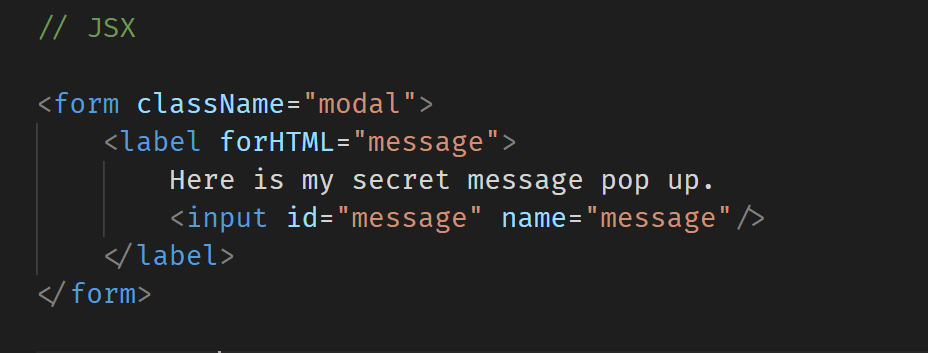 // JSX
<form className="modal">
<label forHTML="message">
Here is my secret message pop up.
<input id="message" name="message"/>
</label>
</form>